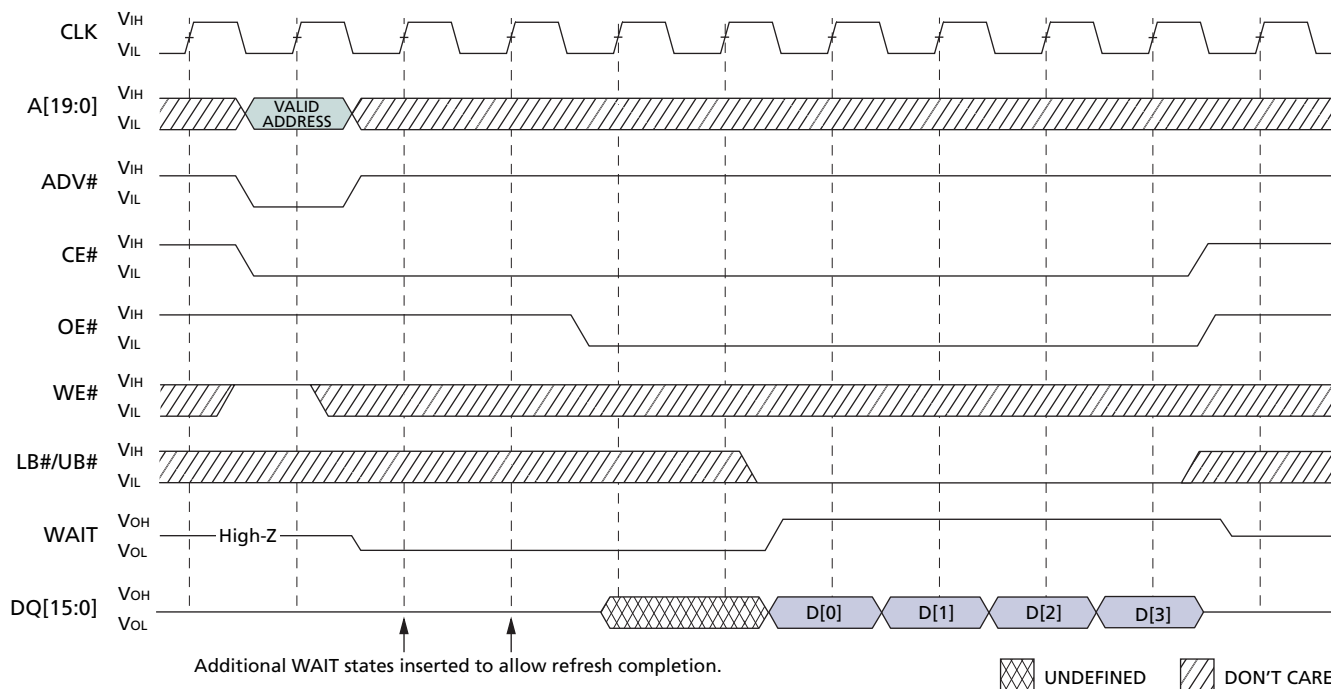 CLK VIH
VIL
A[19:0] VIH
VIL
VALID
ADDRESS
ADV# VIH
VIL
CE# VIH
VIL
OE# VIH
VIL
WE# VIH
VIL
LB#/UB# VIH
VIL
WAIT VOH
VOL
High-Z
DQ[15:0] VOH
VOL
D[0] D[1] D[2] D[3]
Additional WAIT states inserted to allow refresh completion.
UNDEFINED DON'T CARE